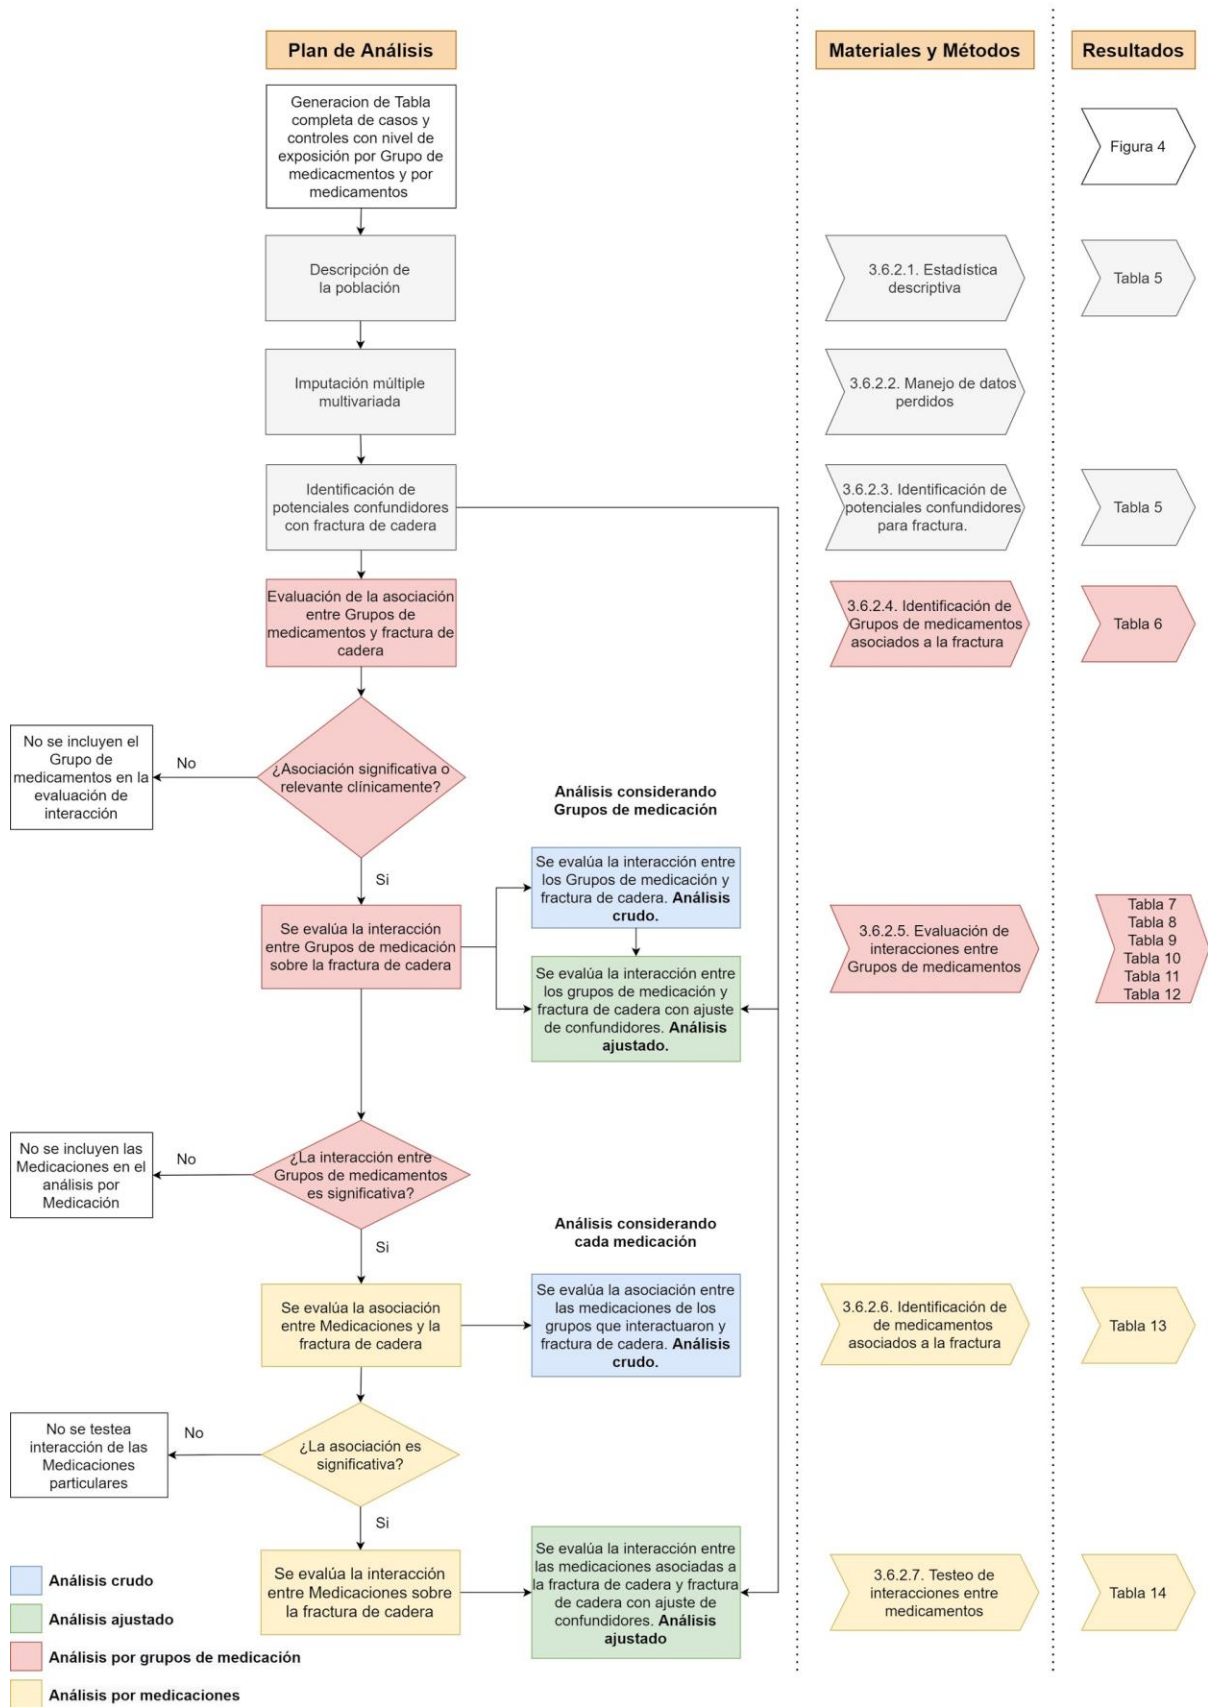 Plan de Análisis
Materiales y Métodos
Resultados
Generacion de Tabla
completa de casos y
controles con nivel de
exposición por Grupo de
medicacmentos y por
medicamentos
Figura 4
Descripción de
la población
3.6.2.1. Estadística
descriptiva
Tabla 5
Imputación múltiple
multivariada
3.6.2.2. Manejo de datos
perdidos
Identificación de
potenciales confundidores
con fractura de cadera
3.6.2.3. Identificación de
potenciales confundidores
para fractura.
Tabla 5
Evaluación de la asociación
entre Grupos de
medicamentos y fractura de
cadera
3.6.2.4. Identificación de
Grupos de medicamentos
asociados a la fractura
Tabla 6
¿Asociación significativa o
relevante clínicamente?
No
No se incluyen el
Grupo de
medicamentos en la
evaluación de
interacción
Si
Análisis considerando
Grupos de medicación
Se evalúa la interacción
entre Grupos de medicación
sobre la fractura de cadera
Se evalúa la interacción entre
los Grupos de medicación y
fractura de cadera. Análisis
crudo.
Se evalúa la interacción entre
los grupos de medicación y
fractura de cadera con ajuste
de confundidores. Análisis
ajustado.
3.6.2.5. Evaluación de
interacciones entre
Grupos de medicamentos
Tabla 7
Tabla 8
Tabla 9
Tabla 10
Tabla 11
Tabla 12
¿La interacción entre
Grupos de medicamentos
es significativa?
No
No se incluyen las
Medicaciones en el
análisis por
Medicación
Si
Análisis considerando
cada medicación
Se evalúa la asociación
entre Medicaciones y la
fractura de cadera
Se evalúa la asociación entre
las medicaciones de los
grupos que interactuaron y
fractura de cadera. Análisis
crudo.
3.6.2.6. Identificación de
de medicamentos
asociados a la fractura
Tabla 13
¿La asociación es
significativa?
No
No se testea
interacción de las
Medicaciones
particulares
Si
Se evalúa la interacción
entre Medicaciones sobre
la fractura de cadera
Se evalúa la interacción entre
las medicaciones asociadas a
la fractura de cadera y fractura
de cadera con ajuste de
confundidores. Análisis
ajustado
3.6.2.7. Testeo de
interacciones entre
medicamentos
Tabla 14
Análisis crudo
Análisis ajustado
Análisis por grupos de medicación
Análisis por medicaciones